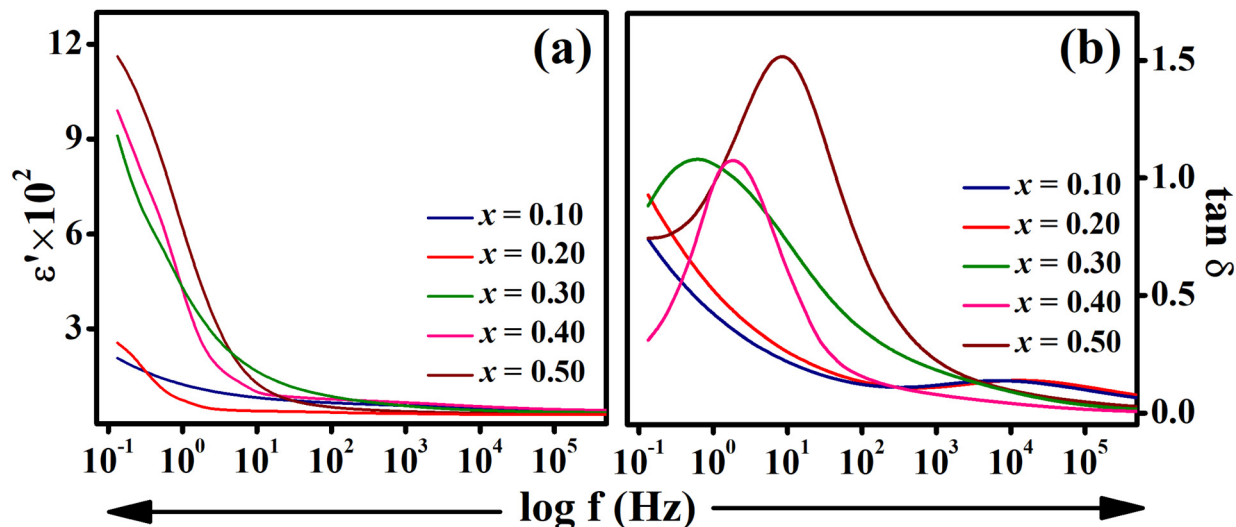 (a)
ε'×10²
12
9
6
3
x = 0.10
x = 0.20
x = 0.30
x = 0.40
x = 0.50
10⁻¹ 10⁰ 10¹ 10² 10³ 10⁴ 10⁵
(b)
tan δ
1.5
1.0
0.5
0.0
x = 0.10
x = 0.20
x = 0.30
x = 0.40
x = 0.50
10⁻¹ 10⁰ 10¹ 10² 10³ 10⁴ 10⁵
log f (Hz)